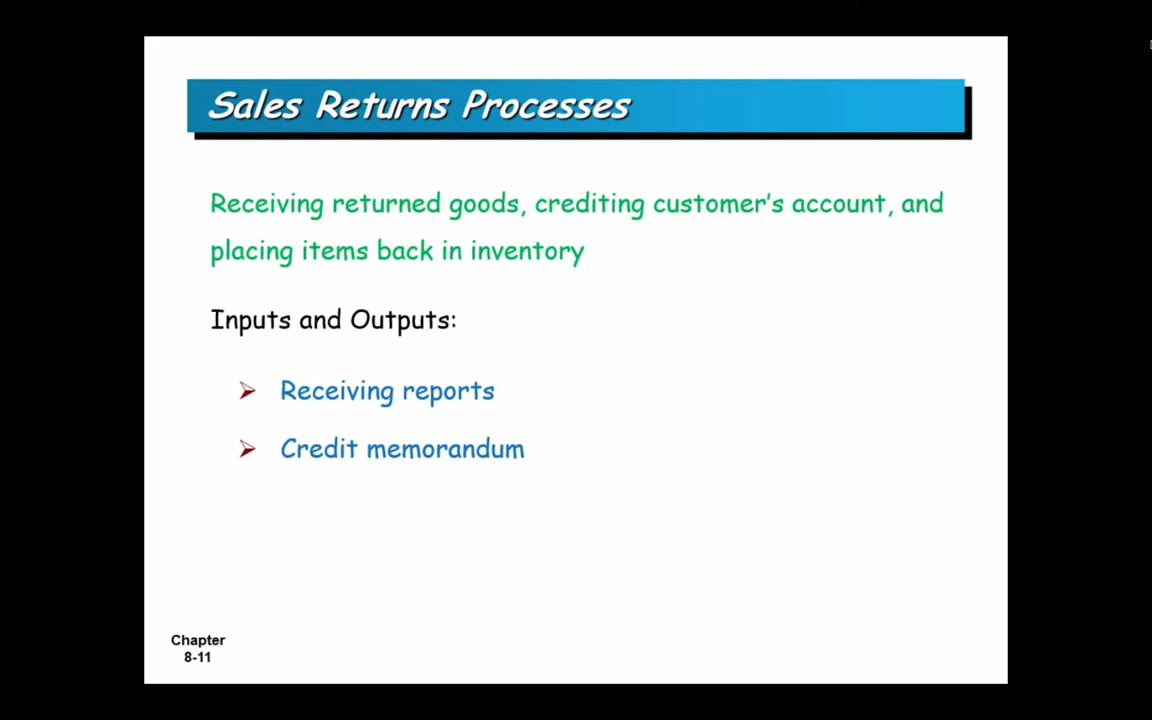 Sales Returns Processes
Receiving returned goods, crediting customer's account, and
placing items back in inventory
Inputs and Outputs:
Receiving reports
Credit memorandum
Chapter
8-11